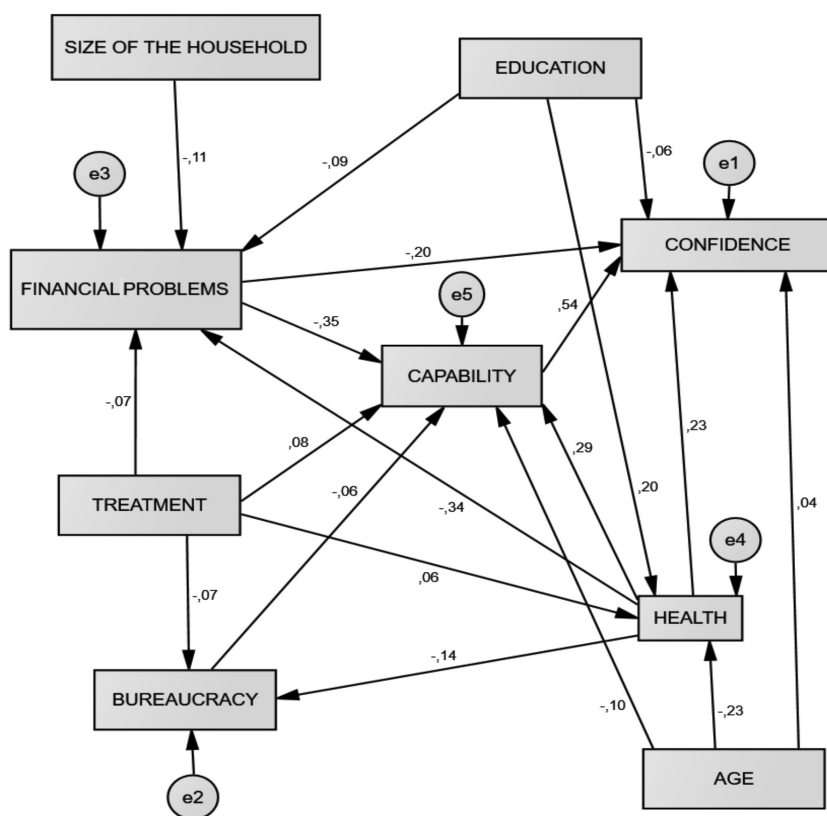 SIZE OF THE HOUSEHOLD
EDUCATION
-,11
-,09
-,06
e3
e1
CONFIDENCE
-,20
FINANCIAL PROBLEMS
e5
-,35
,54
CAPABILITY
-,07
,08
,23
,29
-,06
-,34
,20
,04
TREATMENT
e4
,06
-,07
HEALTH
-,14
BUREAUCRACY
-,10
-,23
AGE
e2